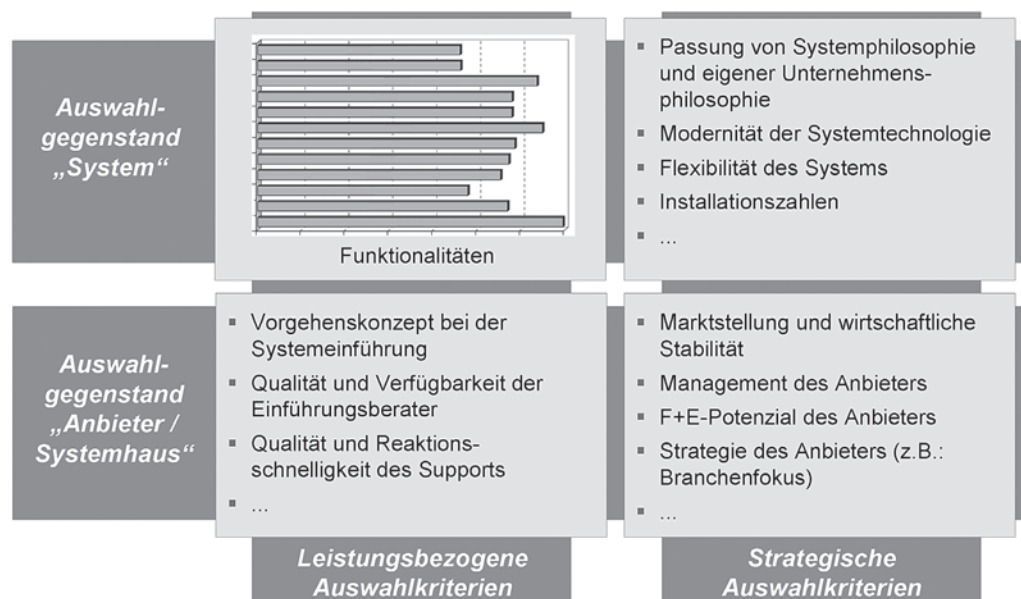 Auswahl-
gegenstand
„System“
Funktionalitäten
▪ Passung von Systemphilosophie
und eigener Unternehmens-
philosophie
▪ Modernität der Systemtechnologie
▪ Flexibilität des Systems
▪ Installationszahlen
▪ ...
Auswahl-
gegenstand
„Anbieter /
Systemhaus“
▪ Vorgehenskonzept bei der
Systemeinführung
▪ Qualität und Verfügbarkeit der
Einführungsberater
▪ Qualität und Reaktions-
schnelligkeit des Supports
▪ ...
▪ Marktstellung und wirtschaftliche
Stabilität
▪ Management des Anbieters
▪ F+E-Potenzial des Anbieters
▪ Strategie des Anbieters (z.B.:
Branchenfokus)
▪ ...
Leistungsbezogene
Auswahlkriterien
Strategische
Auswahlkriterien